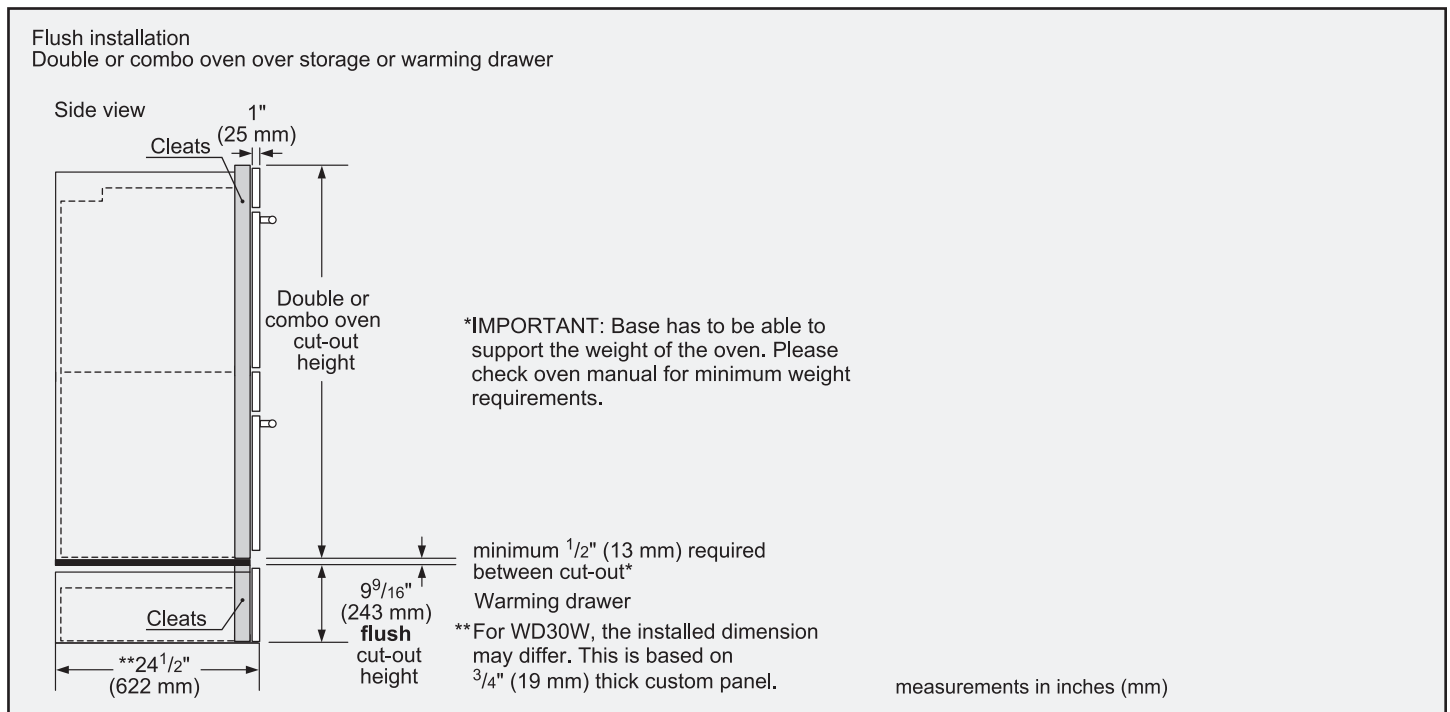 Flush installation
Double or combo oven over storage or warming drawer
Side view
1"
(25 mm)
Cleats
Double or
combo oven
cut-out
height
*IMPORTANT: Base has to be able to
support the weight of the oven. Please
check oven manual for minimum weight
requirements.
minimum 1/2" (13 mm) required
between cut-out*
9 9/16"
(243 mm)
flush
cut-out
height
Warming drawer
Cleats
**For WD30W, the installed dimension
may differ. This is based on
3/4" (19 mm) thick custom panel.
**24 1/2"
(622 mm)
measurements in inches (mm)